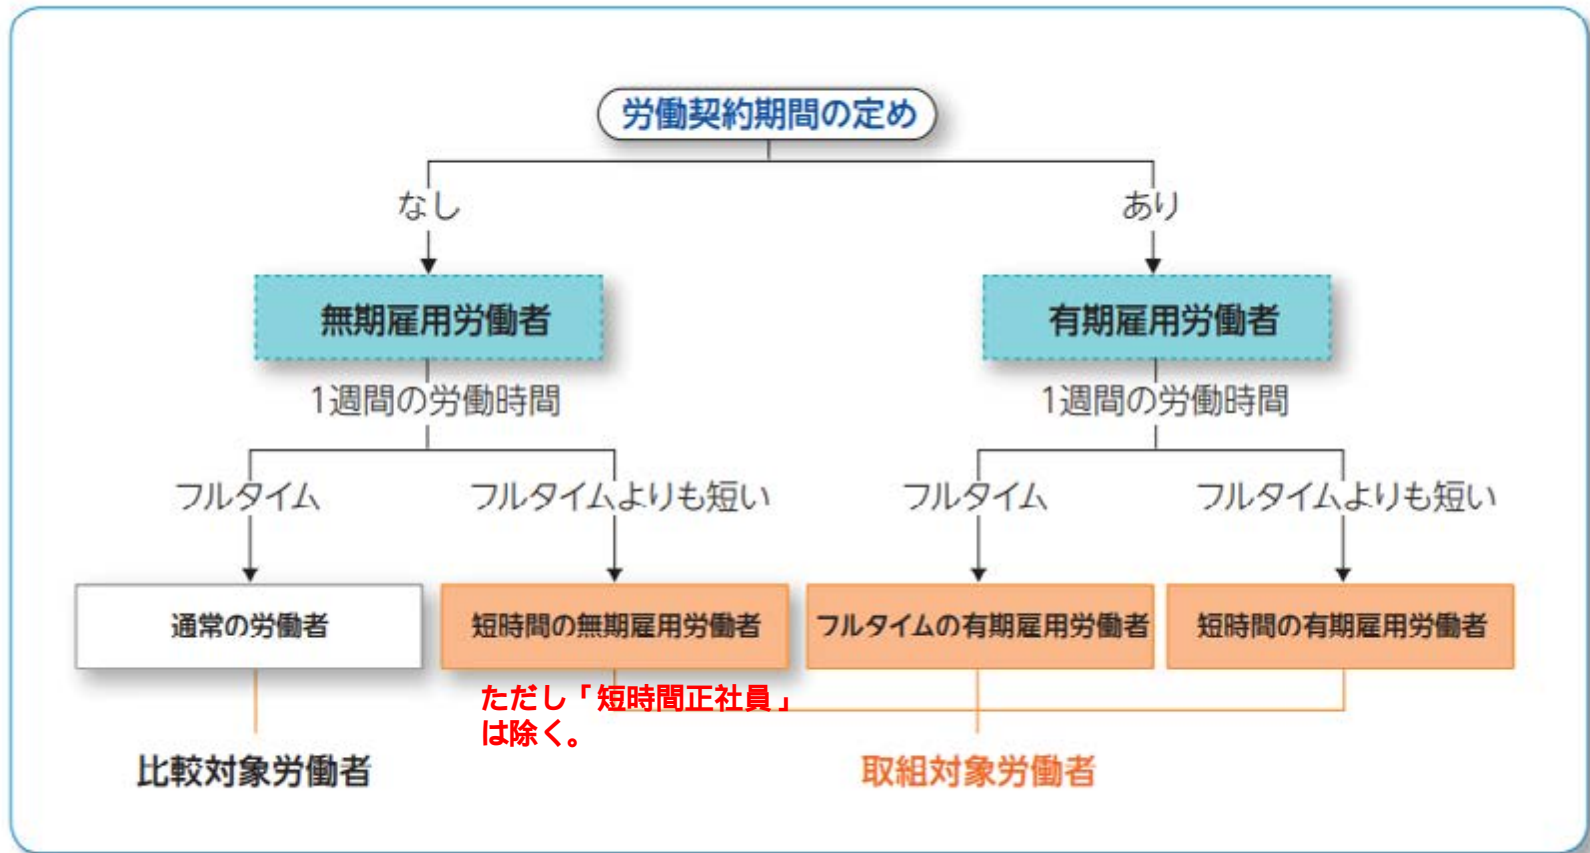 労働契約期間の定め
なし
あり
無期雇用労働者
有期雇用労働者
1週間の労働時間
1週間の労働時間
フルタイム
フルタイムよりも短い
フルタイム
フルタイムよりも短い
通常の労働者
短時間の無期雇用労働者
フルタイムの有期雇用労働者
短時間の有期雇用労働者
ただし「短時間正社員」
は除く。
比較対象労働者
取組対象労働者